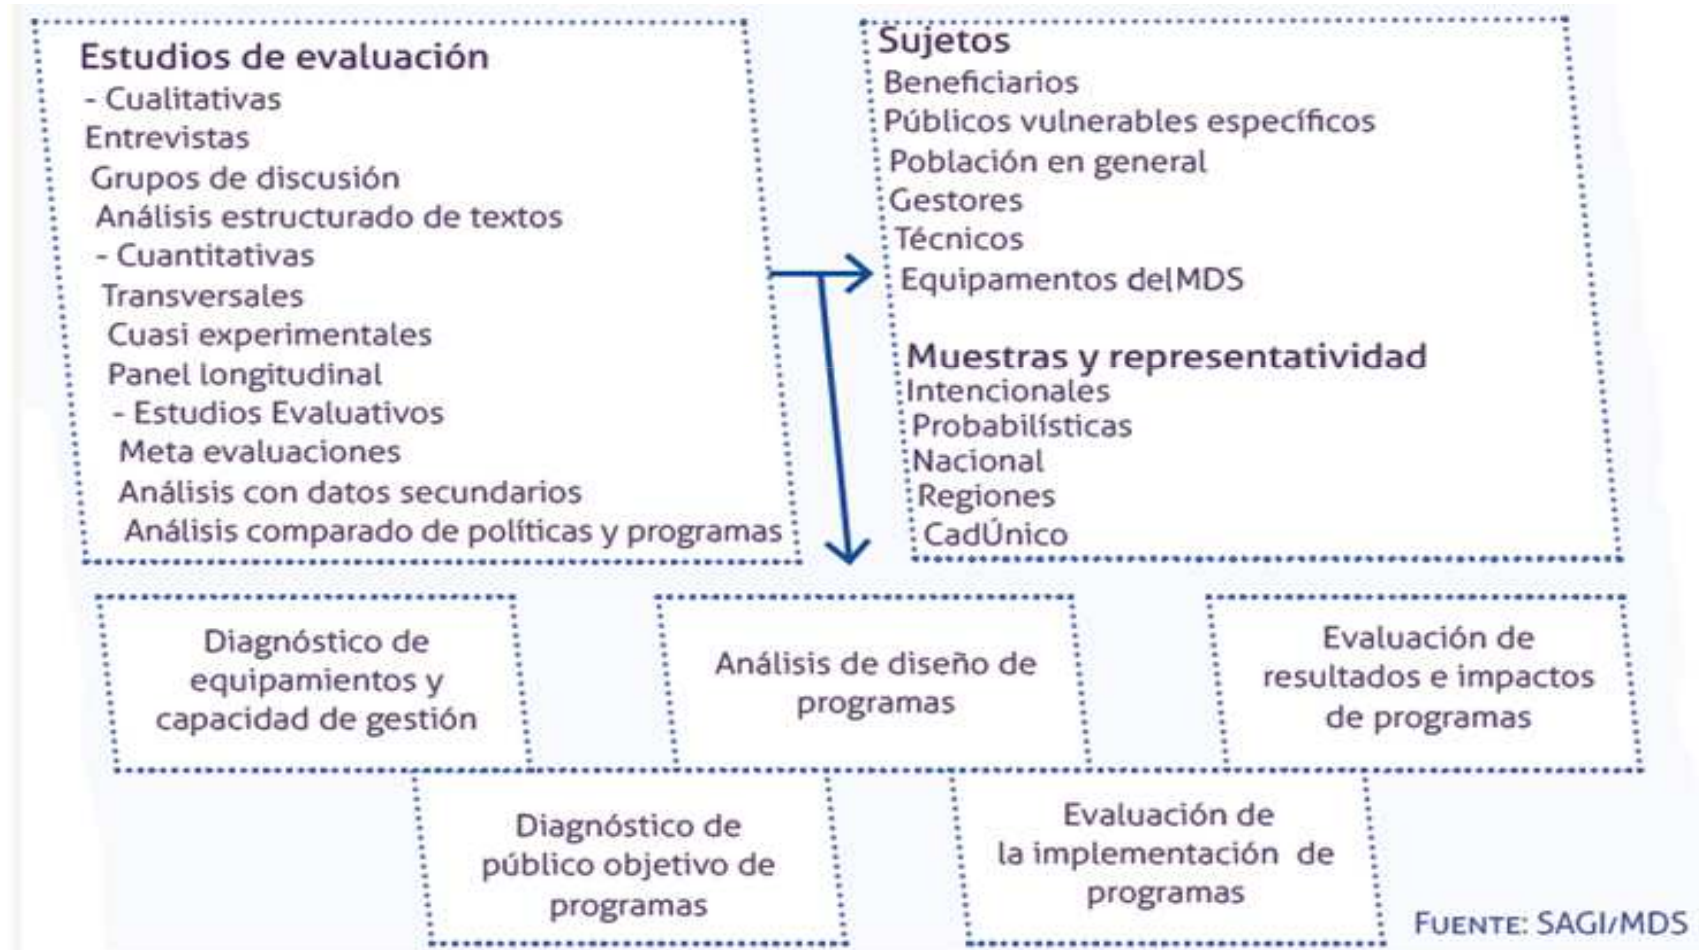 Estudios de evaluación
- Cualitativas
Entrevistas
Grupos de discusión
Análisis estructurado de textos
- Cuantitativas
Transversales
Cuasi experimentales
Panel longitudinal
- Estudios Evaluativos
Meta evaluaciones
Análisis con datos secundarios
Análisis comparado de políticas y programas
Sujetos
Beneficiarios
Públicos vulnerables específicos
Población en general
Gestores
Técnicos
Equipamentos delMDS
Muestras y representatividad
Intencionales
Probabilísticas
Nacional
Regiones
CadÚnico
Diagnóstico de
equipamientos y
capacidad de gestión
Análisis de diseño de
programas
Evaluación de
resultados e impactos
de programas
Diagnóstico de
público objetivo de
programas
Evaluación de
la implementación de
programas
FUENTE: SAGI/MDS